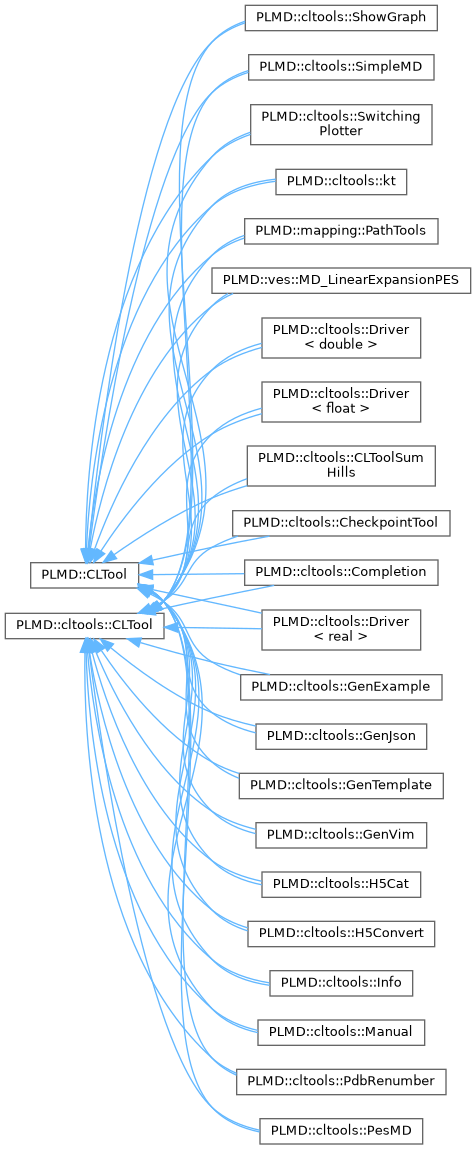 PLMD::cltools::ShowGraph
PLMD::cltools::SimpleMD
PLMD::cltools::Switching
Plotter
PLMD::cltools::kt
PLMD::mapping::PathTools
PLMD::ves::MD_LinearExpansionPES
PLMD::cltools::Driver
< double >
PLMD::cltools::Driver
< float >
PLMD::cltools::CLToolSum
Hills
PLMD::cltools::CheckpointTool
PLMD::CLTool
PLMD::cltools::Completion
PLMD::cltools::CLTool
PLMD::cltools::Driver
< real >
PLMD::cltools::GenExample
PLMD::cltools::GenJson
PLMD::cltools::GenTemplate
PLMD::cltools::GenVim
PLMD::cltools::H5Cat
PLMD::cltools::H5Convert
PLMD::cltools::Info
PLMD::cltools::Manual
PLMD::cltools::PdbRenumber
PLMD::cltools::PesMD